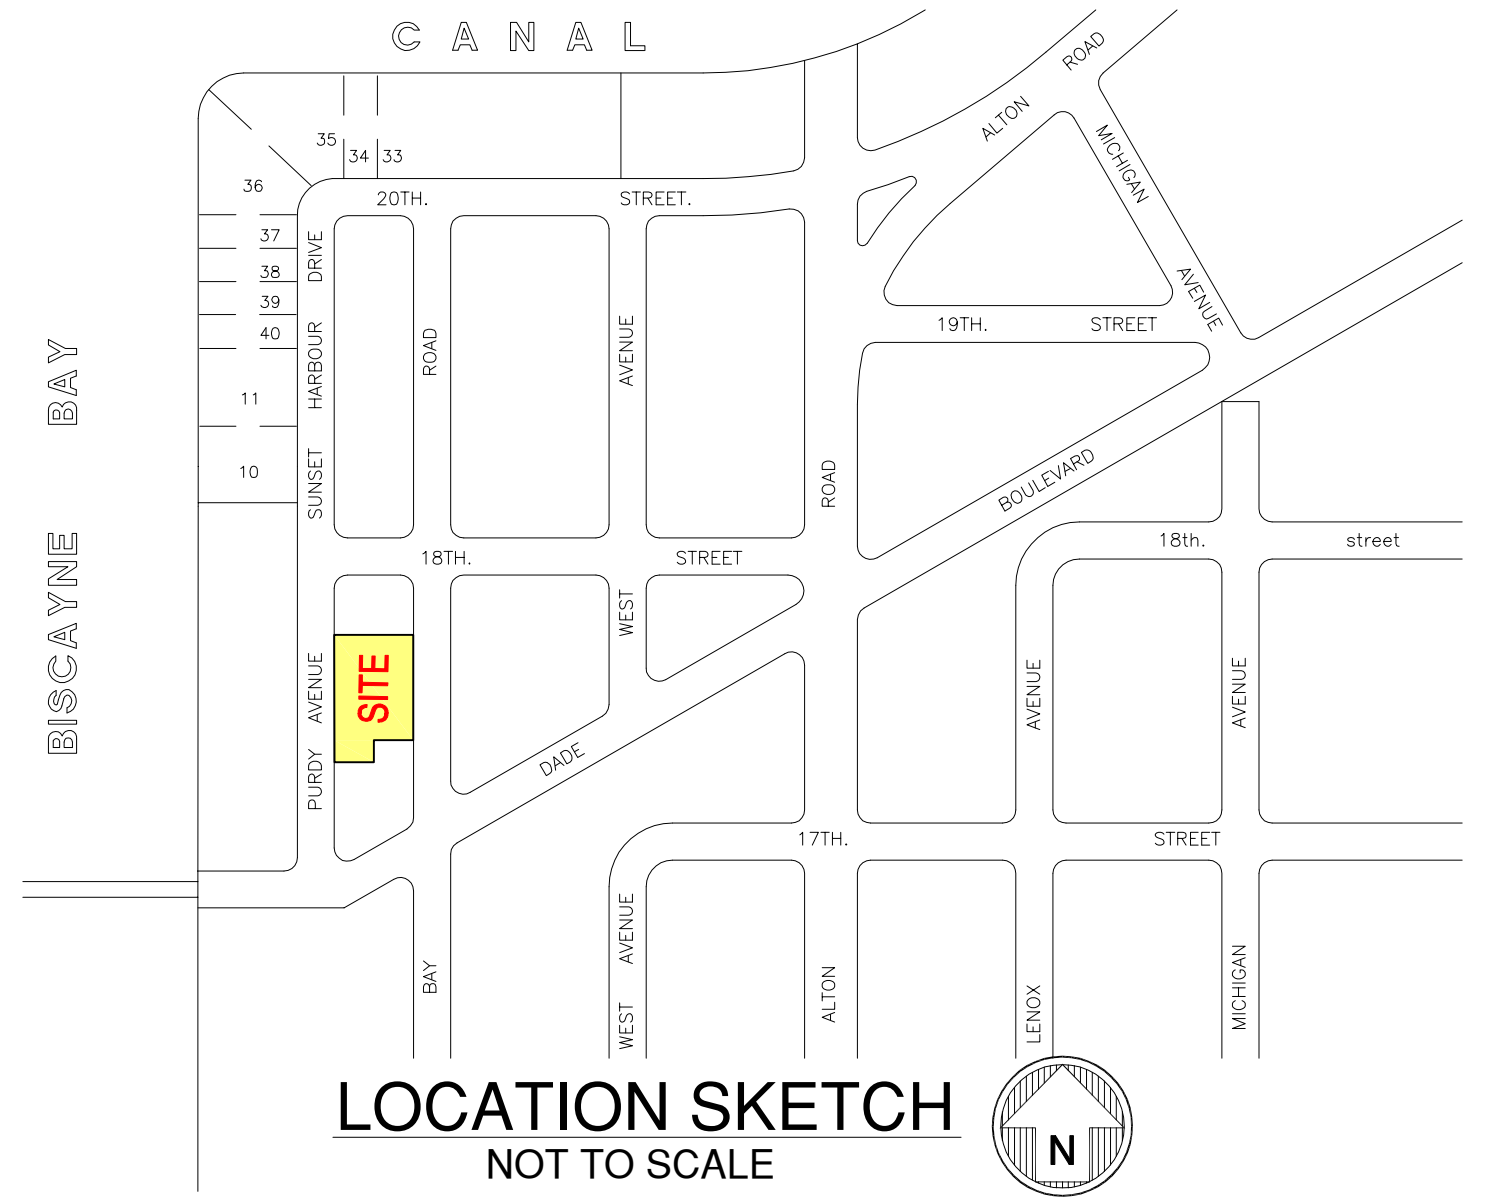 CANAL
ROAD
ALTON
MICHIGAN
35
34
33
36
20TH.
STREET.
37
38
39
40
11
10
DRIVE
HARBOUR
SUNSET
ROAD
AVENUE
AVENUE
19TH.
STREET
BAY
BISCAYNE
ROAD
BOULEVARD
18TH.
STREET
18th.
street
WEST
SITE
AVENUE
PURDY
DADE
AVENUE
AVENUE
17TH.
STREET
AVENUE
WEST
BAY
ALTON
LENOX
MICHIGAN
LOCATION SKETCH
NOT TO SCALE
N